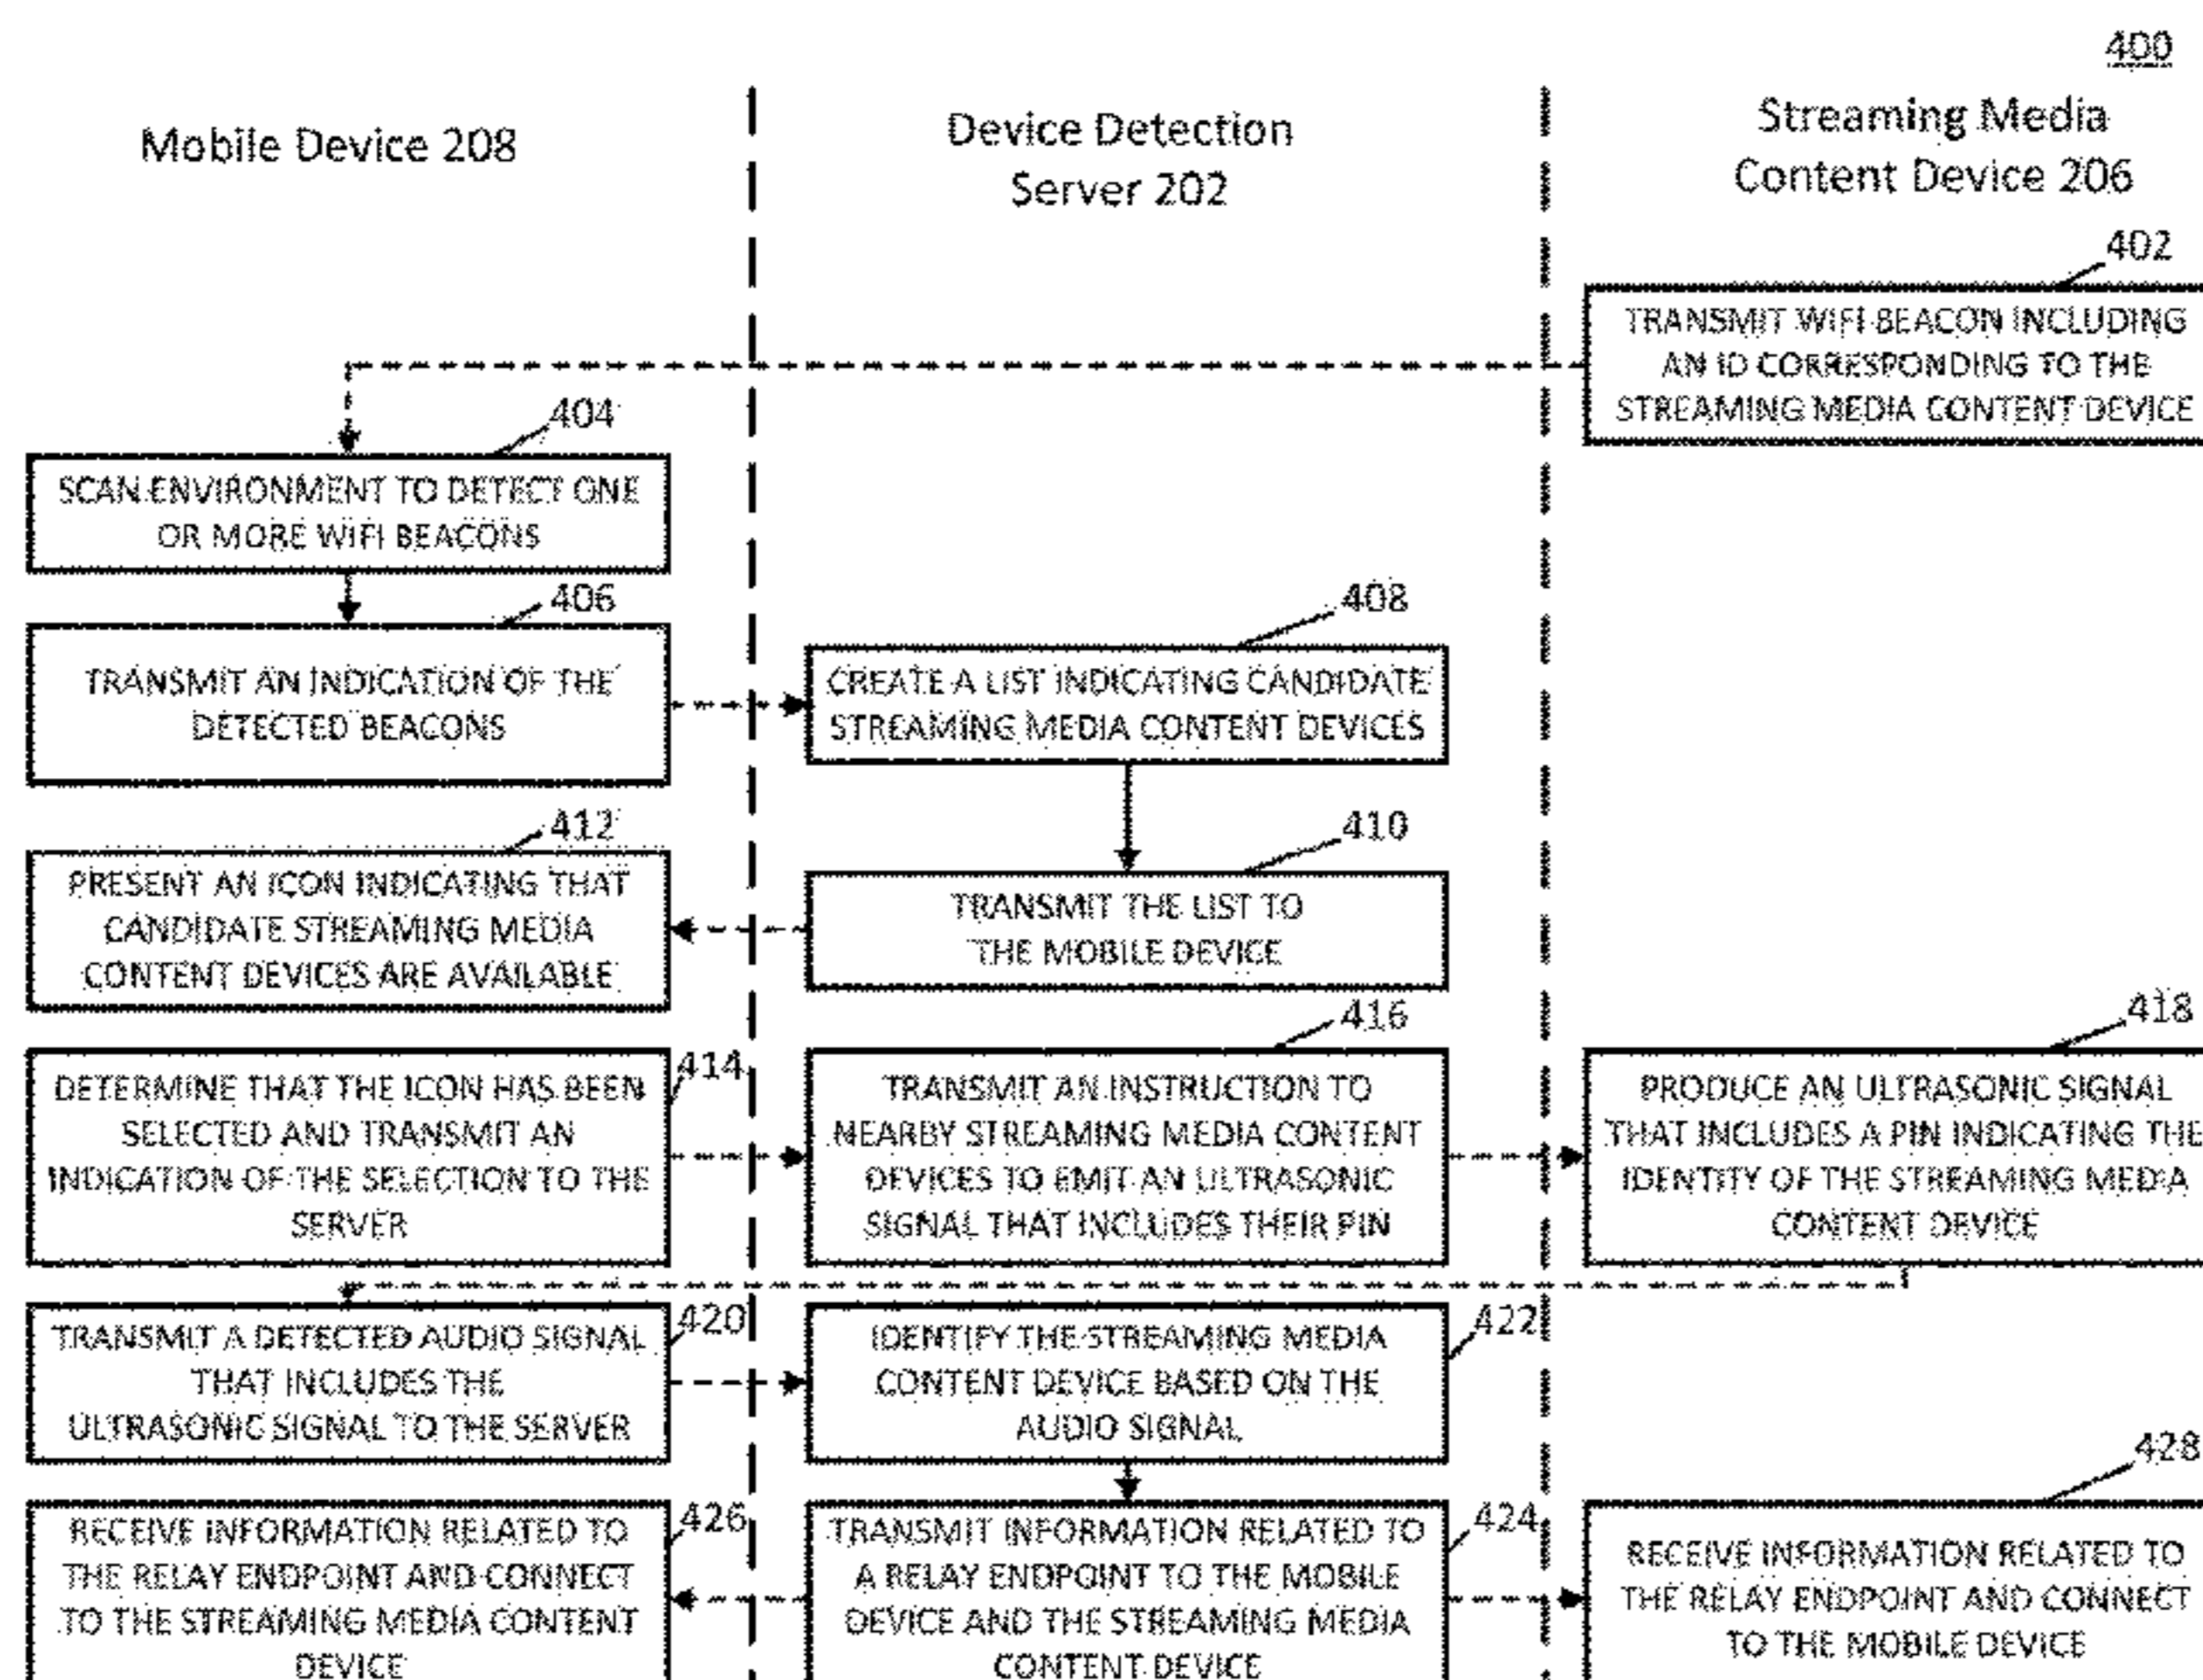 400
Mobile Device 208
Device Detection
Server 202
Streaming Media
Content Device 206
402
TRANSMIT WIFI BEACON INCLUDING
AN ID CORRESPONDING TO THE
STREAMING MEDIA CONTENT DEVICE
404
SCAN ENVIRONMENT TO DETECT ONE
OR MORE WIFI BEACONS
406
TRANSMIT AN INDICATION OF THE
DETECTED BEACONS
408
CREATE A LIST INDICATING CANDIDATE
STREAMING MEDIA CONTENT DEVICES
410
TRANSMIT THE LIST TO
THE MOBILE DEVICE
412
PRESENT AN ICON INDICATING THAT
CANDIDATE STREAMING MEDIA
CONTENT DEVICES ARE AVAILABLE
414
DETERMINE THAT THE ICON HAS BEEN
SELECTED AND TRANSMIT AN
INDICATION OF THE SELECTION TO THE
SERVER
416
TRANSMIT AN INSTRUCTION TO
NEARBY STREAMING MEDIA CONTENT
DEVICES TO EMIT AN ULTRASONIC
SIGNAL THAT INCLUDES THEIR PIN
418
PRODUCE AN ULTRASONIC SIGNAL
THAT INCLUDES A PIN INDICATING THE
IDENTITY OF THE STREAMING MEDIA
CONTENT DEVICE
420
TRANSMIT A DETECTED AUDIO SIGNAL
THAT INCLUDES THE
ULTRASONIC SIGNAL TO THE SERVER
422
IDENTIFY THE STREAMING MEDIA
CONTENT DEVICE BASED ON THE
AUDIO SIGNAL
424
TRANSMIT INFORMATION RELATED TO
A RELAY ENDPOINT TO THE MOBILE
DEVICE AND THE STREAMING MEDIA
CONTENT DEVICE
426
RECEIVE INFORMATION RELATED TO
THE RELAY ENDPOINT AND CONNECT
TO THE STREAMING MEDIA CONTENT
DEVICE
428
RECEIVE INFORMATION RELATED TO
THE RELAY ENDPOINT AND CONNECT
TO THE MOBILE DEVICE